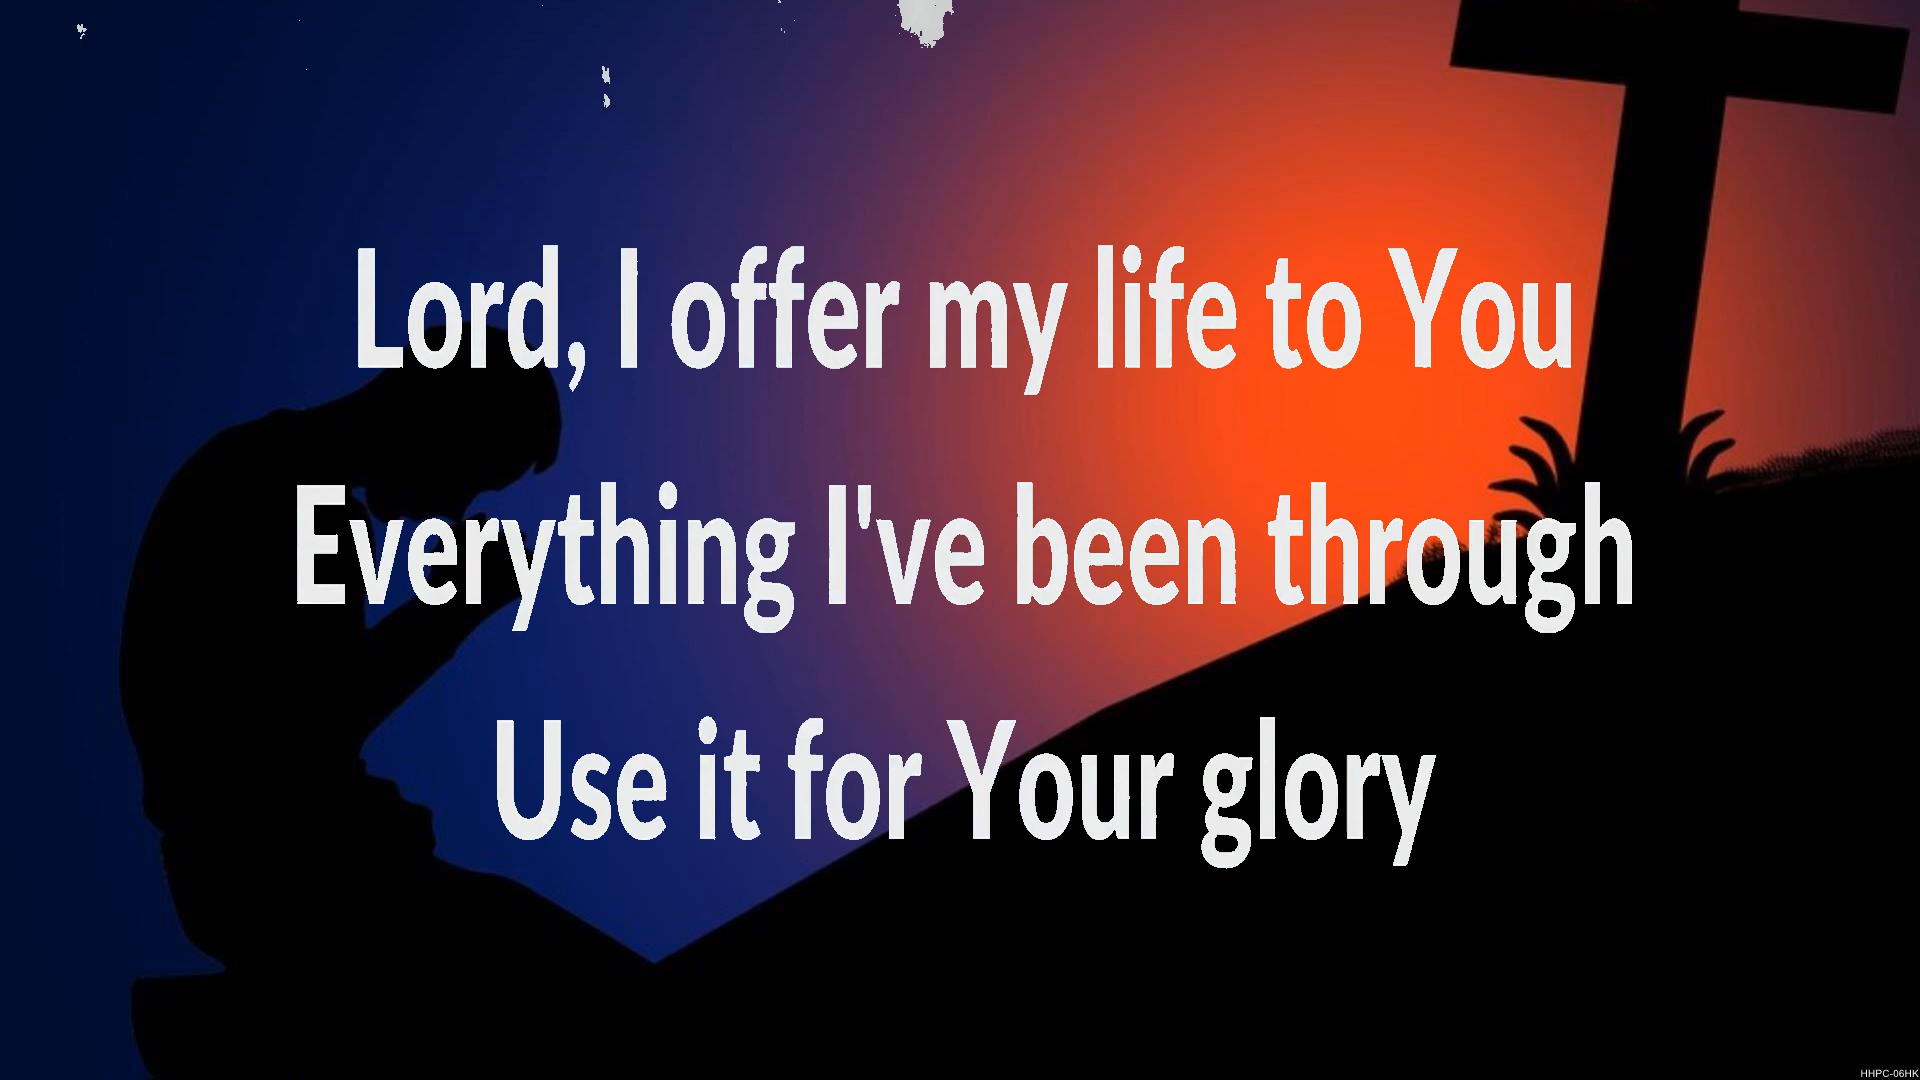 Lord, I offer my life to You
Everything I've been through
Use it for Your glory
HHPC-06HK